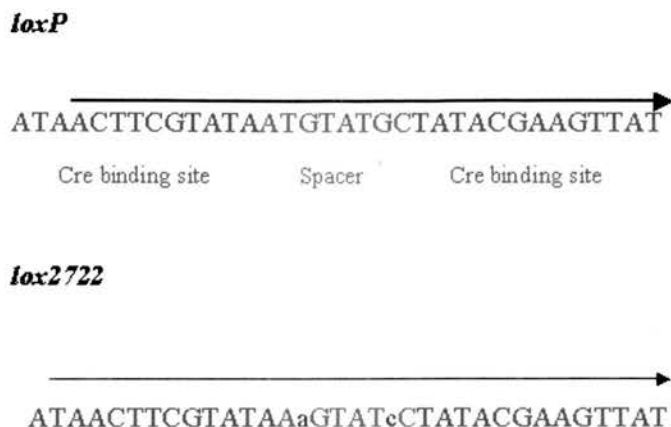 loxP
ATAACTTCGTATAATGTATGCTATACGAAGTTAT
Cre binding site Spacer Cre binding site
lox2722
ATAACTTCGTATAAaGTATcCTATACGAAGTTAT